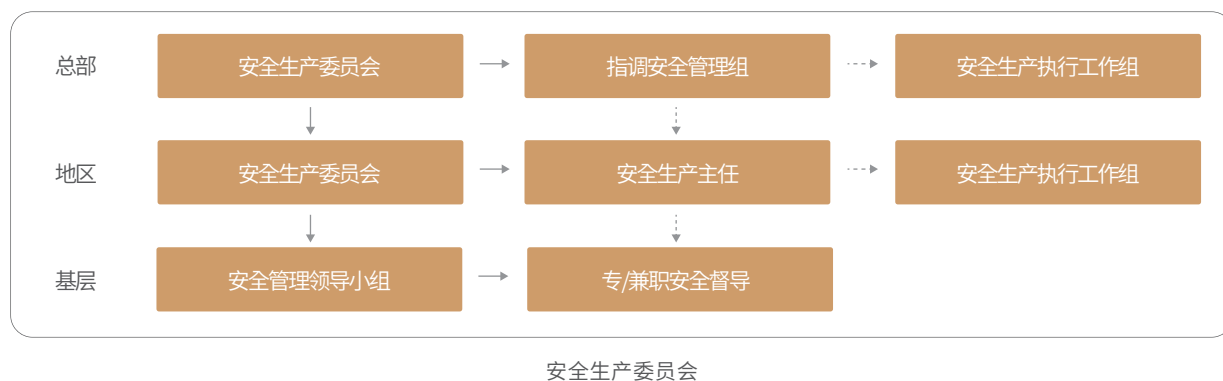 总部
安全生产委员会
指调安全管理组
安全生产执行工作组
地区
安全生产委员会
安全生产主任
安全生产执行工作组
基层
安全管理领导小组
专/兼职安全督导
安全生产委员会